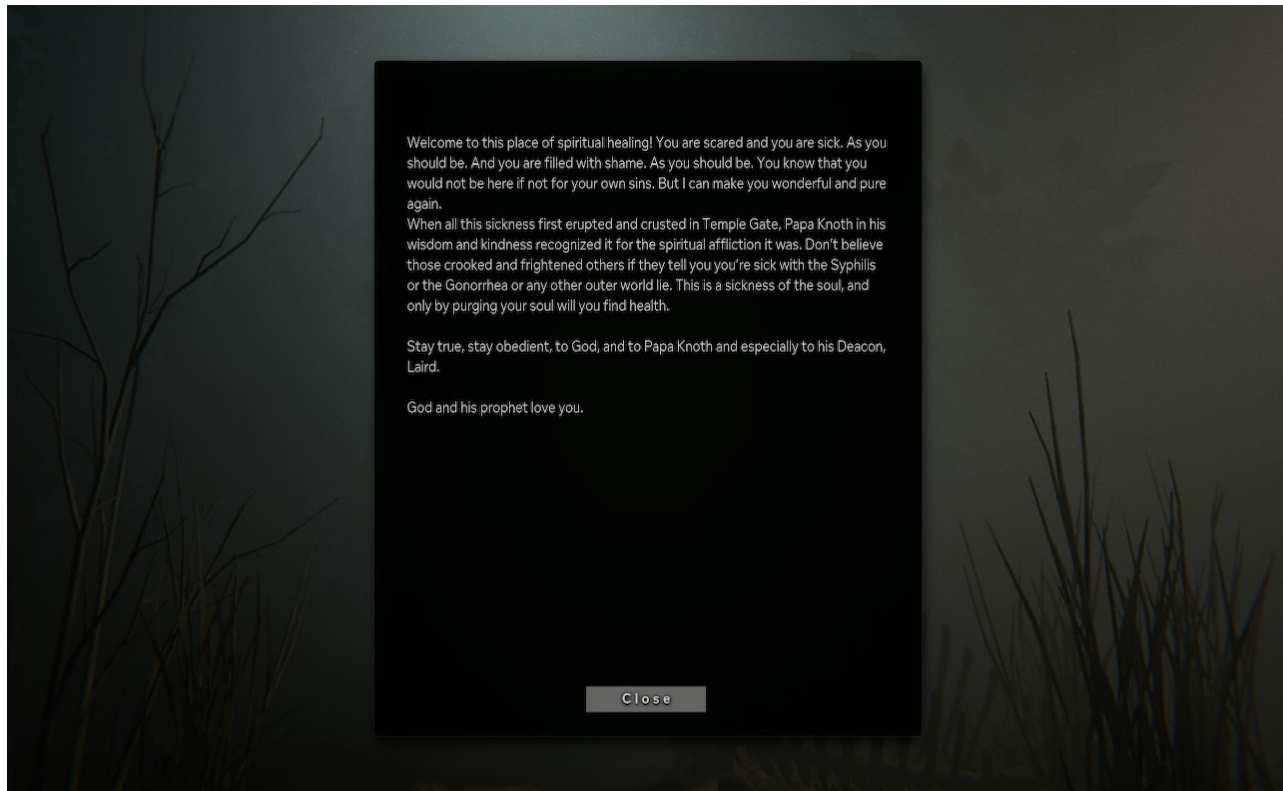 Welcome to this place of spiritual healing! You are scared and you are sick. As you
should be. And you are filled with shame. As you should be. You know that you
would not be here if not for your own sins. But I can make you wonderful and pure
again.
When all this sickness first erupted and crusted in Temple Gate, Papa Knoth in his
wisdom and kindness recognized it for the spiritual affliction it was. Don't believe
those crooked and frightened others if they tell you you're sick with the Syphilis
or the Gonorrhea or any other outer world lie. This is a sickness of the soul, and
only by purging your soul will you find health.
Stay true, stay obedient, to God, and to Papa Knoth and especially to his Deacon,
Laird.
God and his prophet love you.
Close